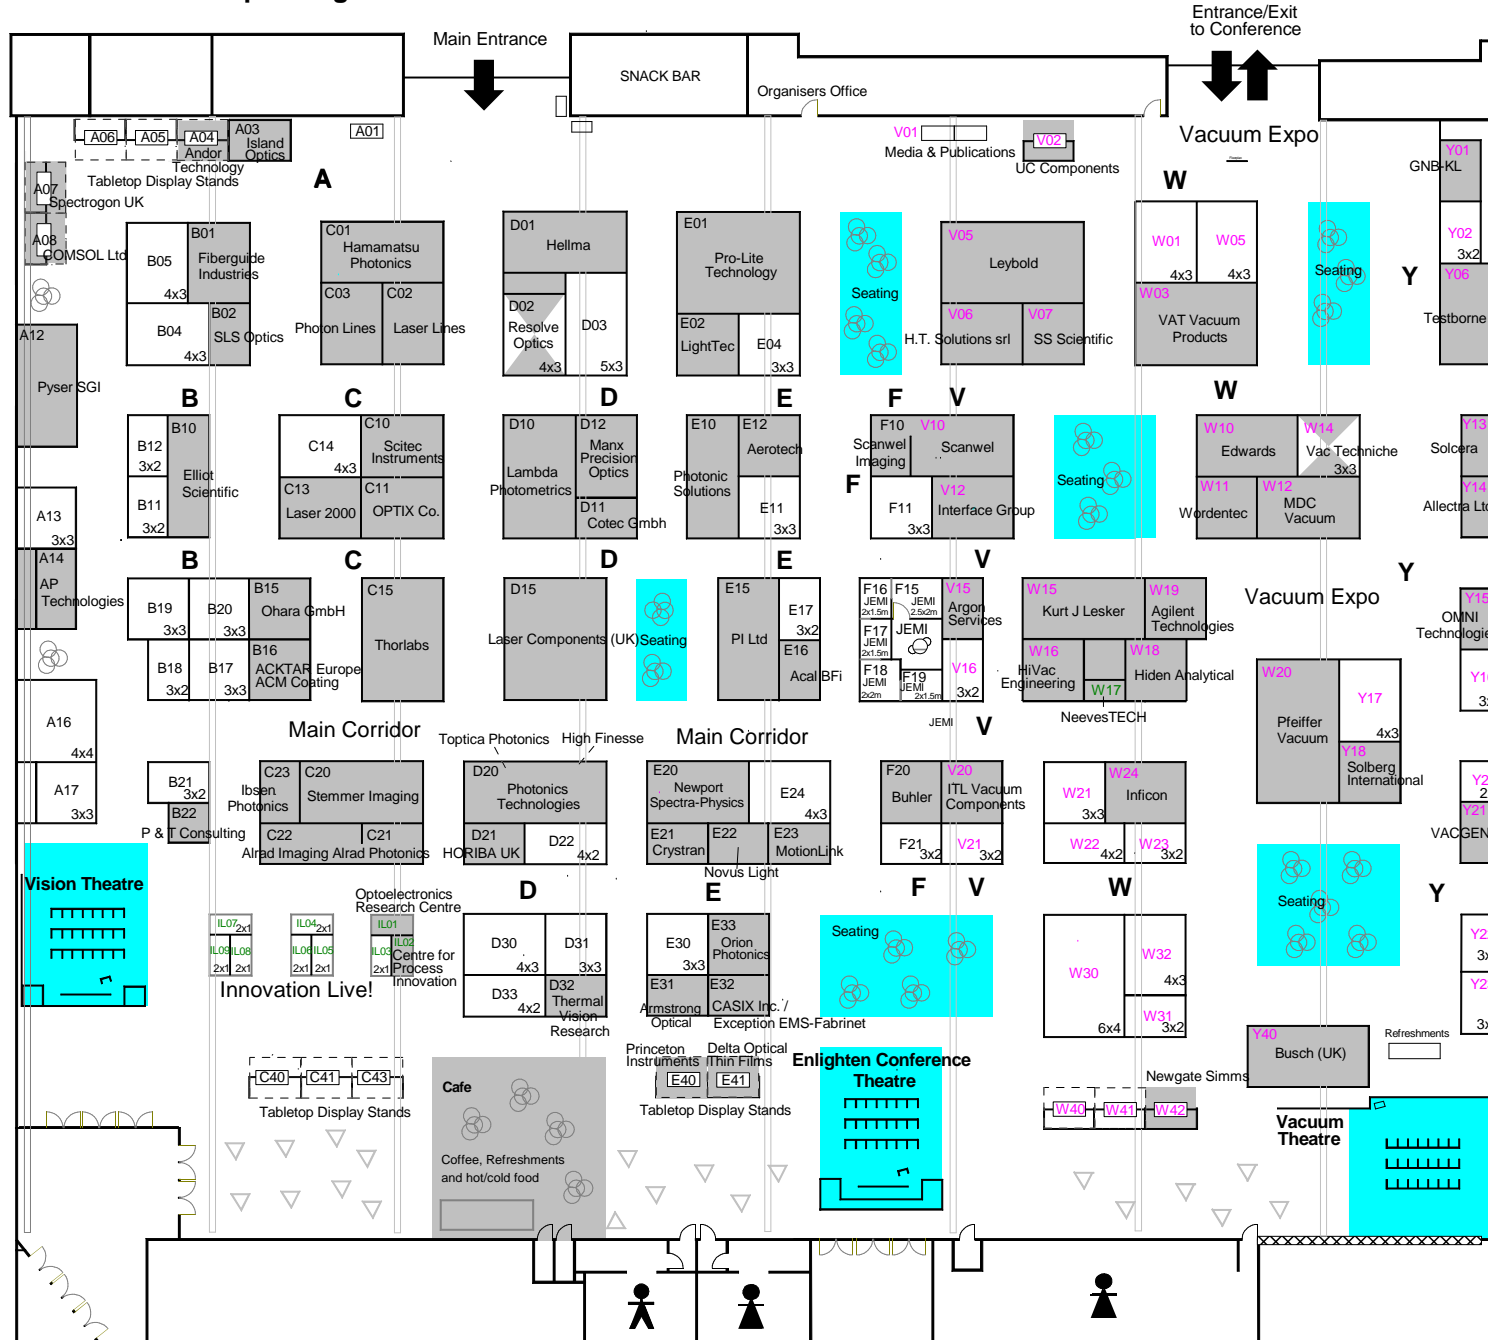 Entrance/Exit
to Conference
Main Entrance
SNACK BAR
Organisers Office
A06
A05
A04
Andor
Technology
A03
Island
Optics
A01
Tabletop Display Stands
A
V01
Media & Publications
V02
UC Components
Vacuum Expo
W
Y01
GNB-KL
A07
Spectrogon UK
A08
COMSOL Ltd
B05
4x3
B01
Fiberguide
Industries
B04
4x3
B02
SLS Optics
C01
Hamamatsu
Photonics
C03
Photon Lines
C02
Laser Lines
D01
Hellma
D02
Resolve
Optics
4x3
D03
5x3
E01
Pro-Lite
Technology
E02
LightTec
E04
3x3
Seating
V05
Leybold
V06
H.T. Solutions srl
V07
SS Scientific
W01
4x3
W05
4x3
W03
VAT Vacuum
Products
Seating
Y
Y02
3x2
Y06
Testborne
A12
Pyser SGI
B
C
D
E
F
V
W
B12
3x2
B10
Elliot
Scientific
B11
3x2
C14
4x3
C10
Scitec
Instruments
C13
Laser 2000
C11
OPTIX Co.
D10
Lambda
Photometrics
D12
Manx
Precision
Optics
D11
Cotec Gmbh
E10
Photonic
Solutions
E12
Aerotech
E11
3x3
F10
Scanwel
Imaging
V10
Scanwel
F
F11
3x3
V12
Interface Group
Seating
W10
Edwards
W14
Vac Techniche
3x3
W11
Wordentec
W12
MDC
Vacuum
Y13
Solcera
Y14
Allectra Ltd
A13
3x3
A14
AP
Technologies
B
C
D
E
V
Y
B19
3x3
B20
3x3
B15
Ohara GmbH
B18
3x2
B17
3x3
B16
ACKTAR Europe
ACM Coating
C15
Thorlabs
D15
Laser Components (UK)
Seating
E15
PI Ltd
E17
3x2
E16
Acal BFi
F16
JEMI
2x1.5m
F15
JEMI
2.5x2m
F17
JEMI
2x1.5m
JEMI
F18
JEMI
2x2m
F19
JEMI
2x1.5m
JEMI
V15
Argon
Services
V16
3x2
W15
Kurt J Lesker
W19
Agilent
Technologies
W16
HiVac
Engineering
W18
Hiden Analytical
W17
NeevesTECH
Vacuum Expo
W20
Pfeiffer
Vacuum
Y17
4x3
Y18
Solberg
International
Y15
OMNI
A16
4x4
A17
3x3
Main Corridor
Main Corridor
V
Toptica Photonics
High Finesse
B21
3x2
B22
P & T Consulting
C23
Ibsen
Photonics
C20
Stemmer Imaging
C22
Alrad Imaging
C21
Alrad Photonics
D20
Photonics
Technologies
D21
HORIBA UK
D22
4x2
E20
Newport
Spectra-Physics
E24
4x3
E21
Crystran
E22
Novus Light
E23
MotionLink
F20
Buhler
V20
ITL Vacuum
Components
F21
3x2
V21
3x2
W21
3x3
W24
Inficon
W22
4x2
W23
3x2
Y21
VACGEN
Vision Theatre
D
E
F
V
W
Y
Optoelectronics
Research Centre
IL07
2x1
IL09
2x1
IL08
IL04
2x1
IL06
2x1
IL05
2x1
IL01
IL03
2x1
IL02
Centre for
Process
Innovation
Innovation Live!
D30
4x3
D31
3x3
D33
4x2
D32
Thermal
Vision
Research
E30
3x3
E33
Orion
Photonics
E31
Armstrong
Optical
E32
CASIX Inc. /
Exception EMS-Fabrinet
Seating
W30
6x4
W32
4x3
W31
3x2
Seating
Y40
Busch (UK)
Refreshments
C40
C41
C43
Tabletop Display Stands
Cafe
Coffee, Refreshments
and hot/cold food
Princeton
Instruments
Delta Optical
Thin Films
E40
E41
Tabletop Display Stands
Enlighten Conference
Theatre
Newgate Simms
W40
W41
W42
Vacuum
Theatre